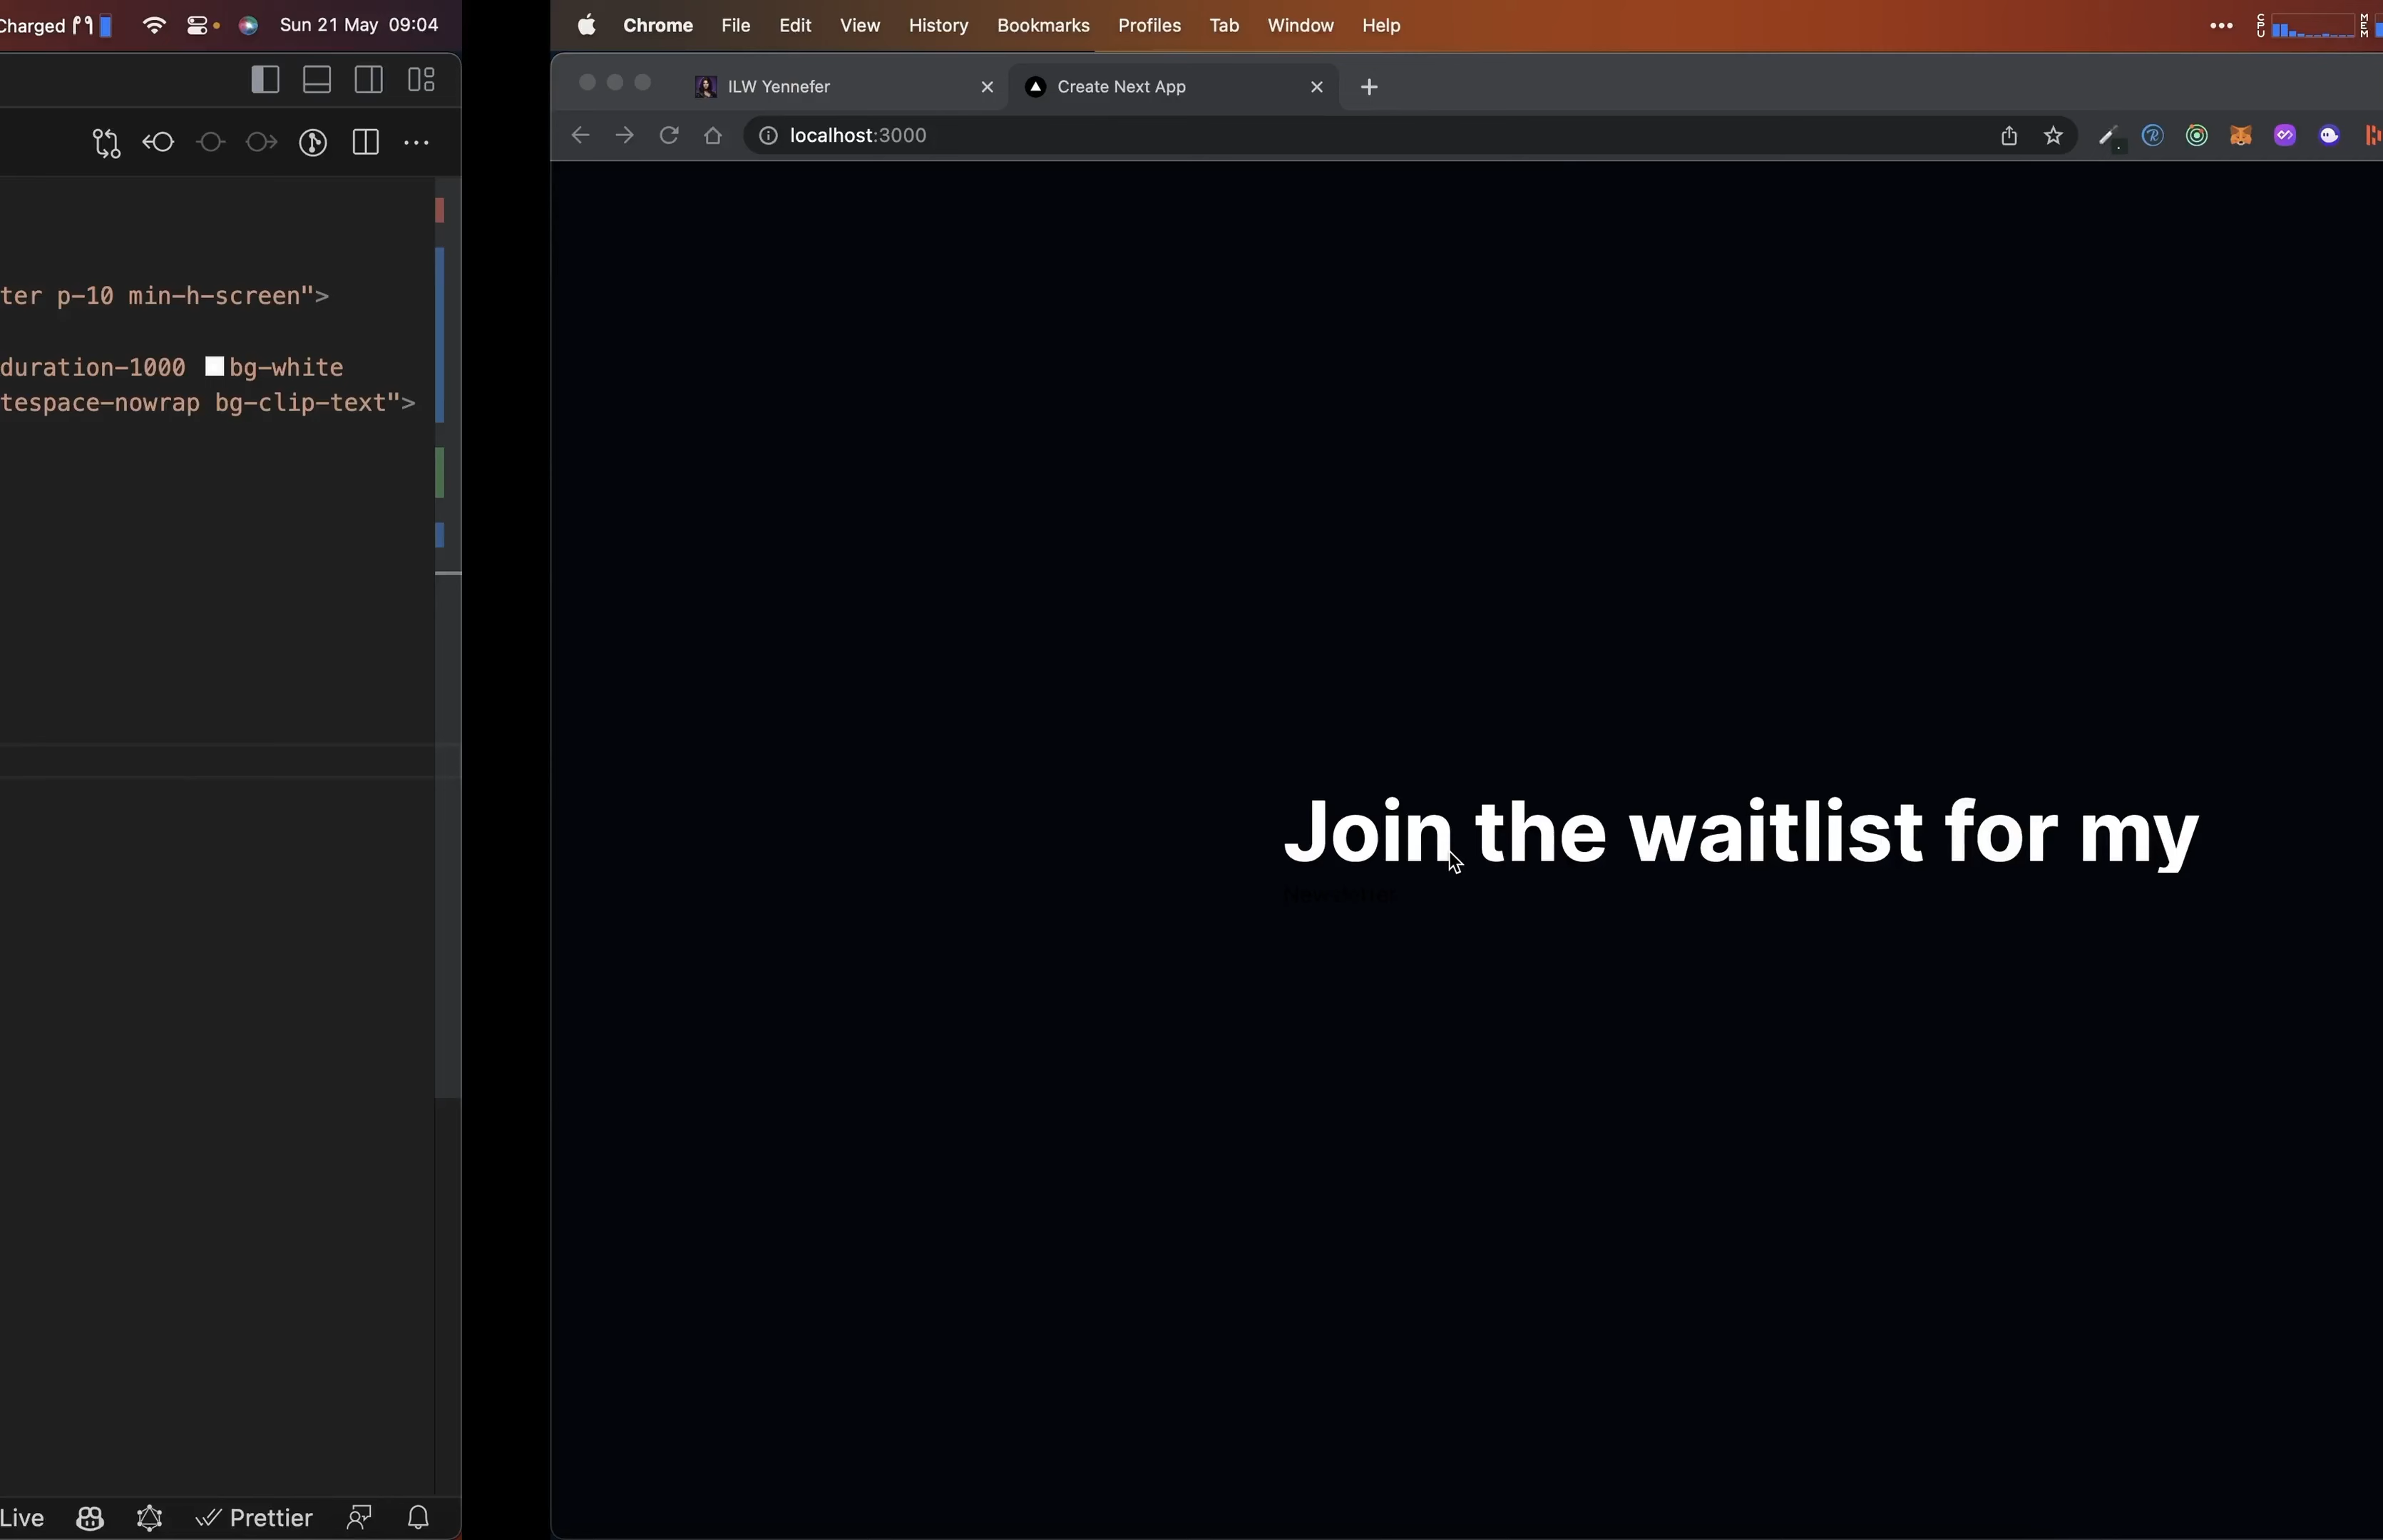 Charged
Sun 21 May 09:04
ter p-10 min-h-screen">
duration-1000 bg-white
tespace-nowrap bg-clip-text">
Live
Prettier
Chrome File Edit View History Bookmarks Profiles Tab Window Help
CPU
MEM
ILW Yennefer
Create Next App
localhost:3000
Join the waitlist for my